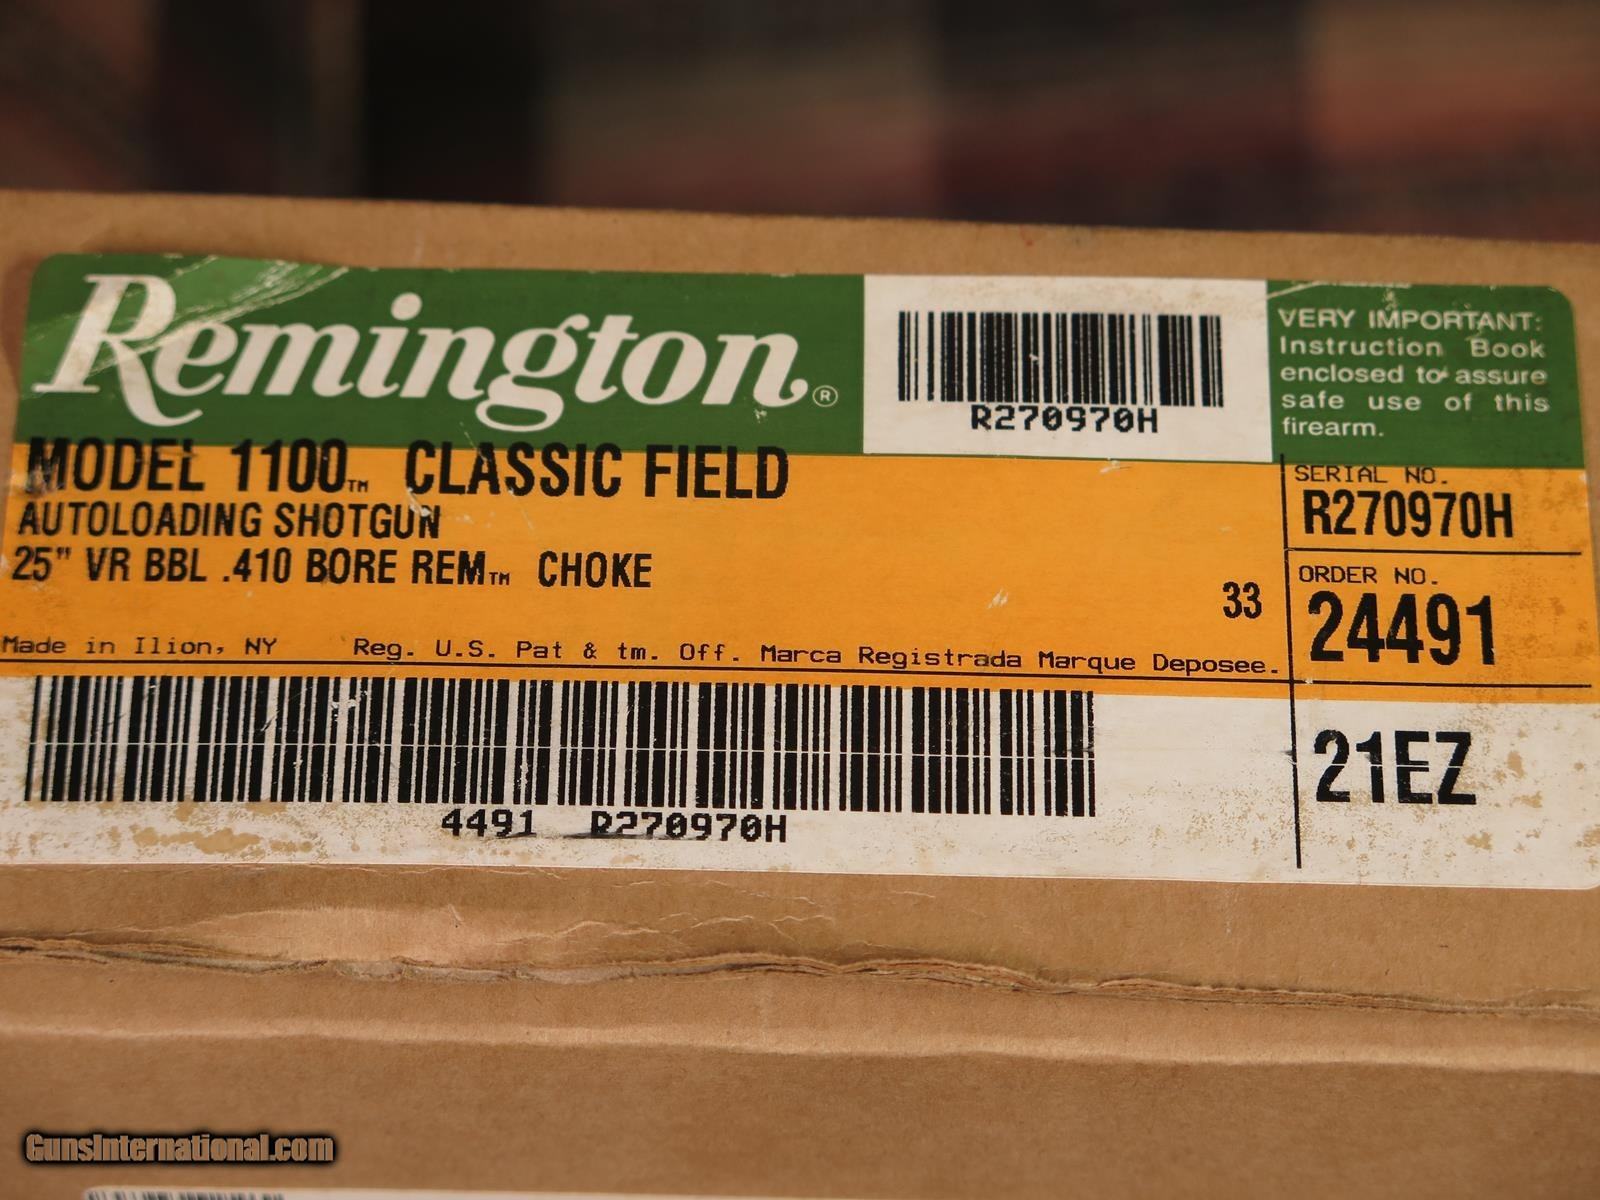 Remington®
R270970H
VERY IMPORTANT:
Instruction Book
enclosed to assure
safe use of this
firearm.
MODEL 1100™ CLASSIC FIELD
AUTOLOADING SHOTGUN
25" VR BBL .410 BORE REM™ CHOKE
33
SERIAL NO.
R270970H
ORDER NO.
24491
Made in Ilion, NY Reg. U.S. Pat & tm. Off. Marca Registrada Marque Deposee.
21EZ
4491 R270970H
GunsInternational.com